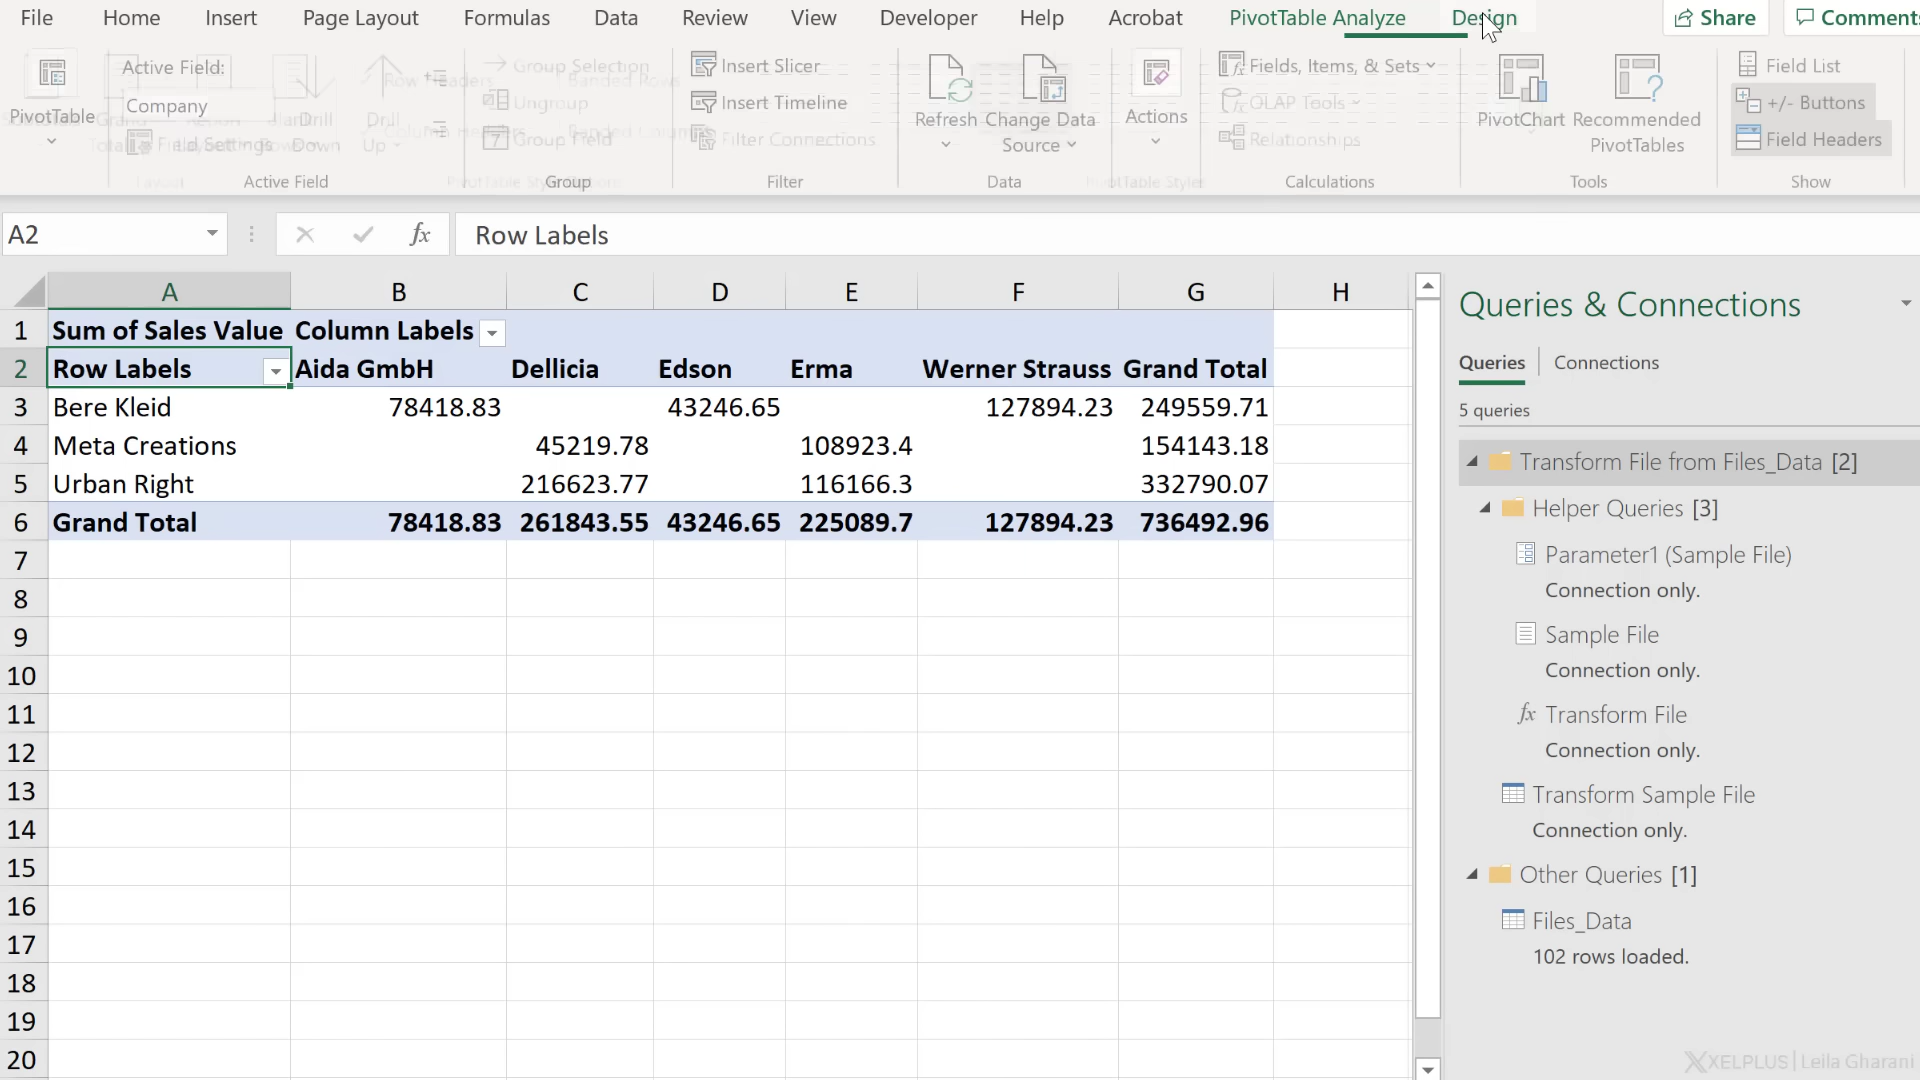 File Home Insert Page Layout Formulas Data Review View Developer Help Acrobat PivotTable Analyze Design Share Comments
Active Field: Group Selection Insert Slicer Fields, Items, & Sets Field List
PivotTable Company Ungroup Insert Timeline Refresh Change Data Source Actions OLAP Tools PivotChart Recommended PivotTables +/- Buttons
Field Settings Drill Down Drill Up Group Field Filter Connections Relationships Field Headers
Active Field Group Filter Data Calculations Tools Show
A2 fx Row Labels
A B C D E F G H
1 Sum of Sales Value Column Labels
2 Row Labels Aida GmbH Dellicia Edson Erma Werner Strauss Grand Total
3 Bere Kleid 78418.83 43246.65 127894.23 249559.71
4 Meta Creations 45219.78 108923.4 154143.18
5 Urban Right 216623.77 116166.3 332790.07
6 Grand Total 78418.83 261843.55 43246.65 225089.7 127894.23 736492.96
7
8
9
10
11
12
13
14
15
16
17
18
19
20
Queries & Connections
Queries Connections
5 queries
Transform File from Files_Data [2]
Helper Queries [3]
Parameter1 (Sample File)
Connection only.
Sample File
Connection only.
fx Transform File
Connection only.
Transform Sample File
Connection only.
Other Queries [1]
Files_Data
102 rows loaded.
XELPLUS | Leila Gharani